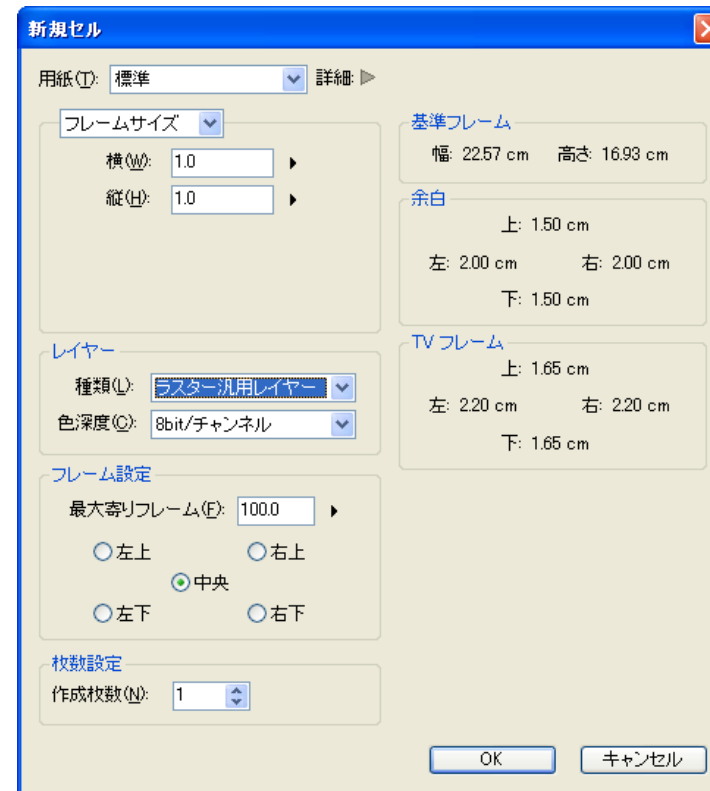 新規セル
用紙(T): 標準 詳細:
フレームサイズ
横(W): 1.0
縦(H): 1.0
レイヤー
種類(L): ラスター汎用レイヤー
色深度(C): 8bit/チャンネル
フレーム設定
最大寄りフレーム(F): 100.0
左上 右上
中央
左下 右下
枚数設定
作成枚数(N): 1
基準フレーム
幅: 22.57 cm 高さ: 16.93 cm
余白
上: 1.50 cm
左: 2.00 cm 右: 2.00 cm
下: 1.50 cm
TV フレーム
上: 1.65 cm
左: 2.20 cm 右: 2.20 cm
下: 1.65 cm
OK キャンセル